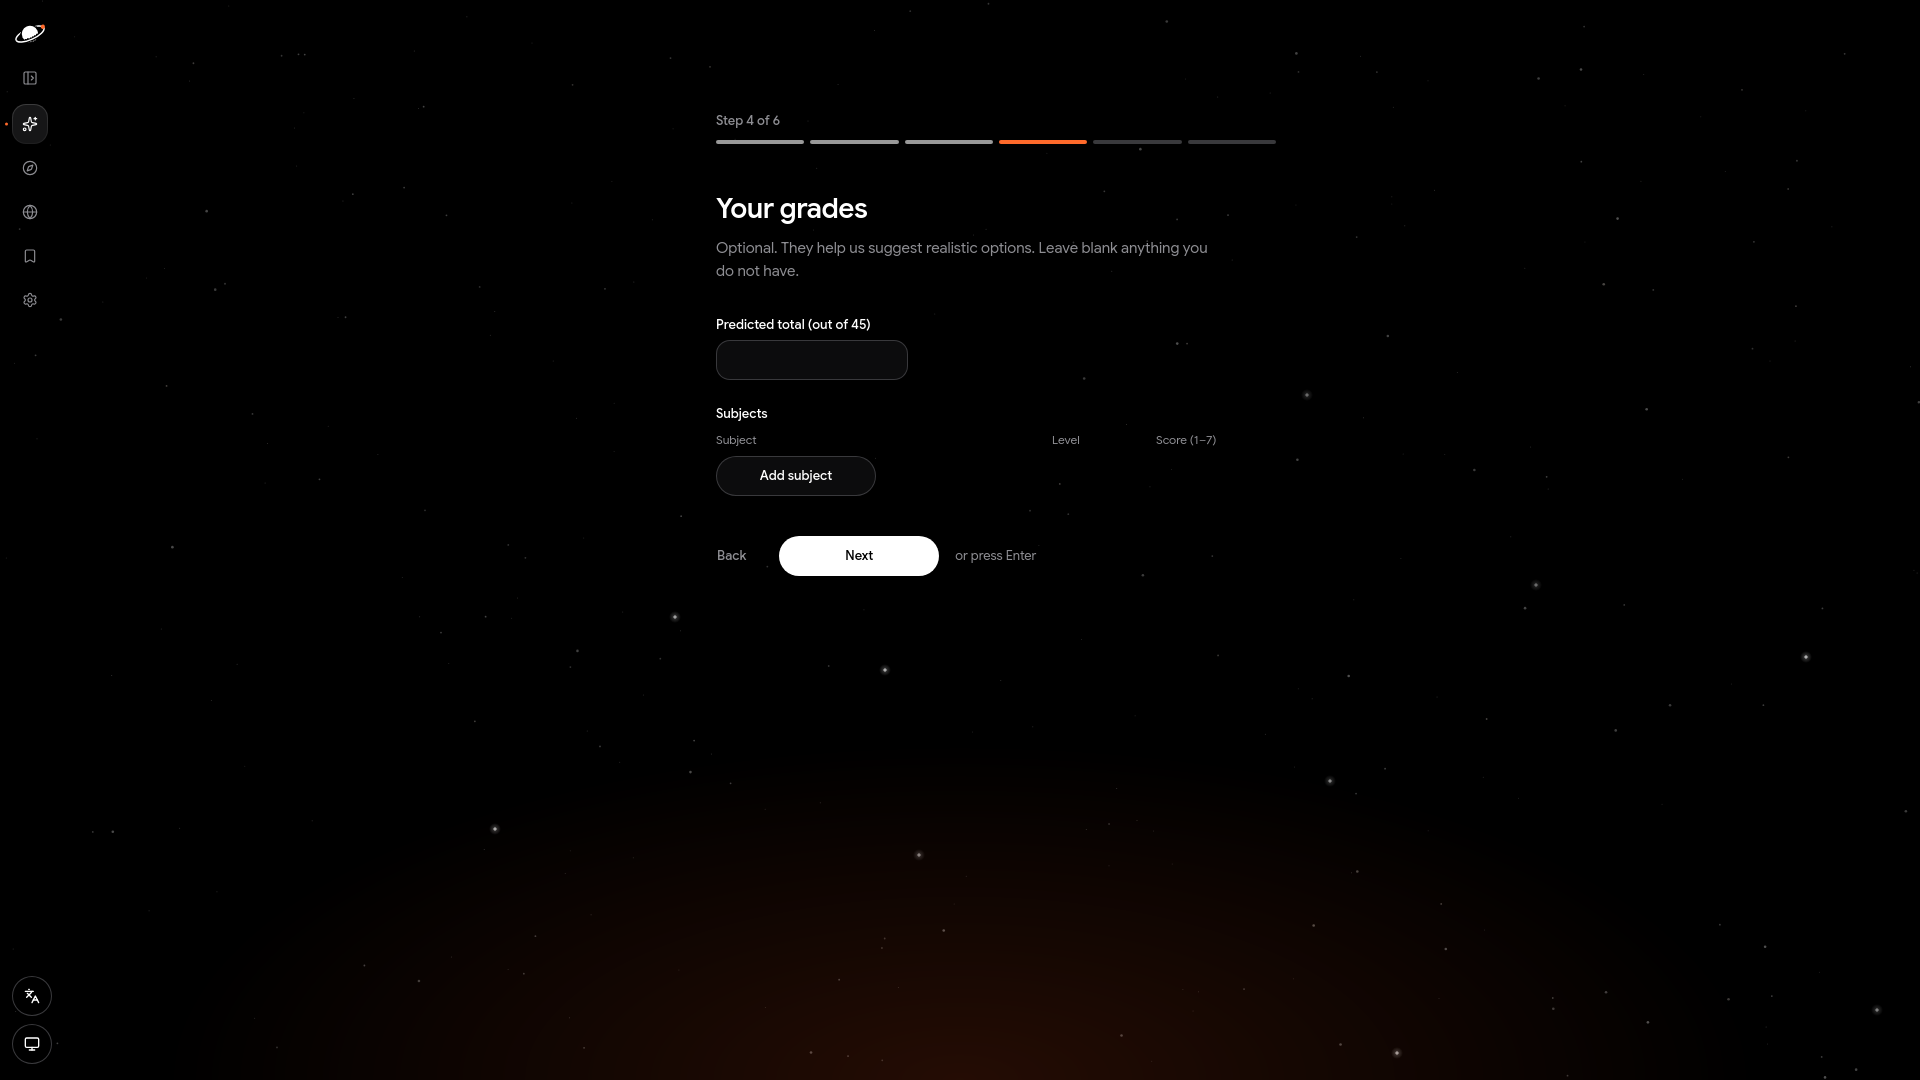 Step 4 of 6
Your grades
Optional. They help us suggest realistic options. Leave blank anything you
do not have.
Predicted total (out of 45)
Subjects
Subject Level Score (1–7)
Add subject
Back Next or press Enter